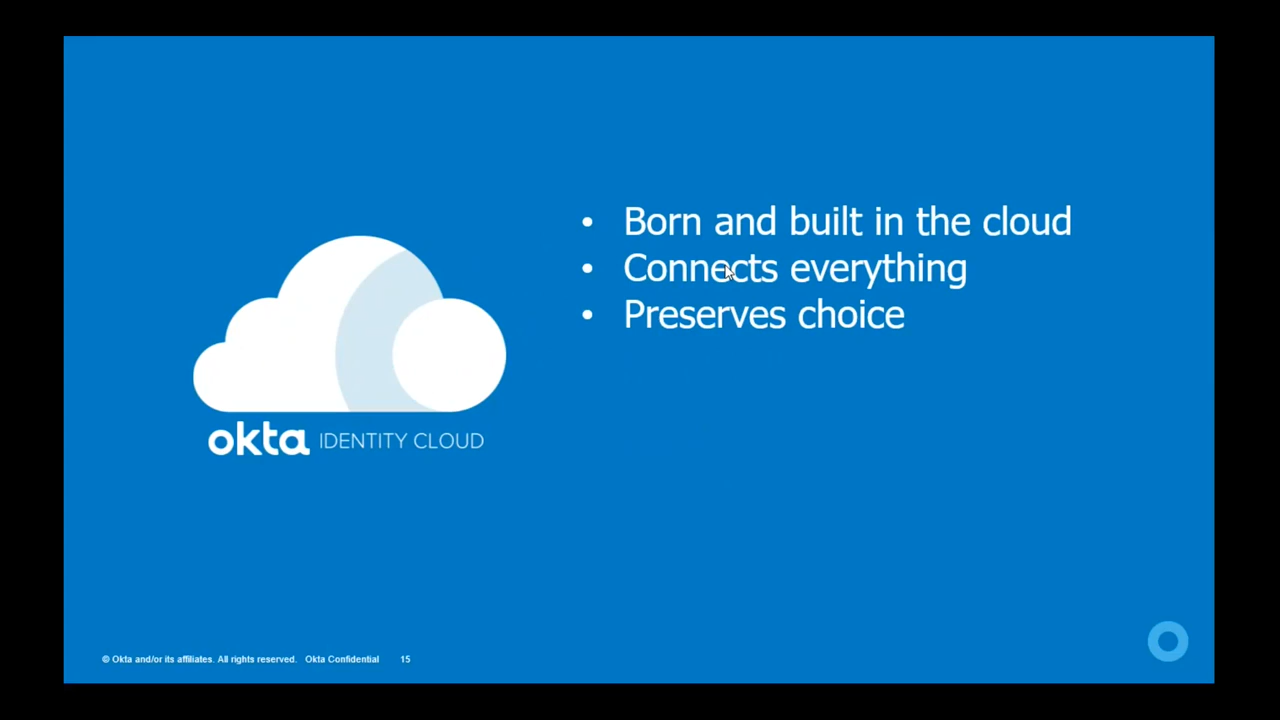 • Born and built in the cloud
• Connects everything
• Preserves choice
okta IDENTITY CLOUD
© Okta and/or its affiliates. All rights reserved. Okta Confidential 15